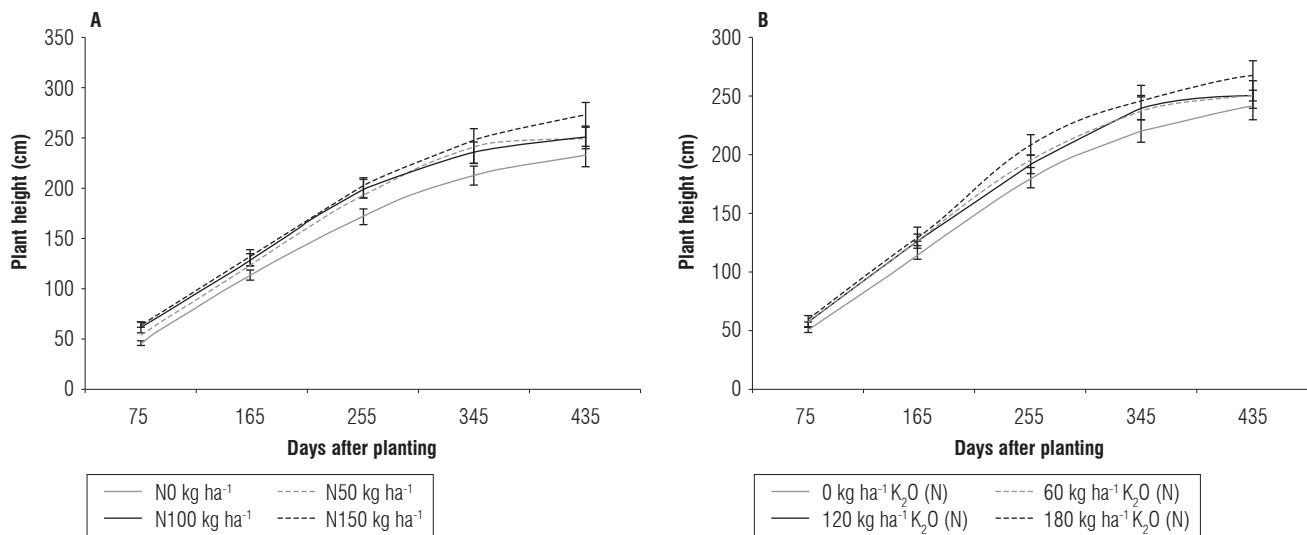 A
350
300
250
200
150
100
50
0
Plant height (cm)
75 165 255 345 435
Days after planting
N0 kg ha⁻¹ N50 kg ha⁻¹
N100 kg ha⁻¹ N150 kg ha⁻¹
B
300
250
200
150
100
50
0
Plant height (cm)
75 165 255 345 435
Days after planting
0 kg ha⁻¹ K₂O (N) 60 kg ha⁻¹ K₂O (N)
120 kg ha⁻¹ K₂O (N) 180 kg ha⁻¹ K₂O (N)